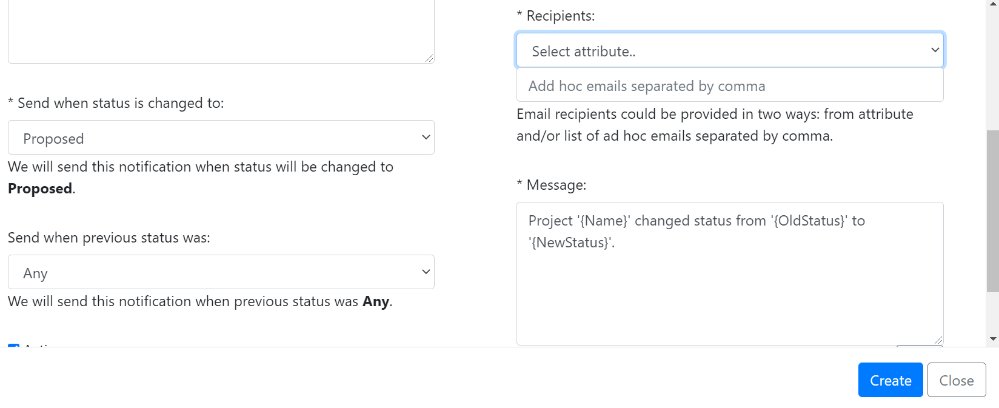 * Send when status is changed to:
Proposed
We will send this notification when status will be changed to
Proposed.
Send when previous status was:
Any
We will send this notification when previous status was Any.
* Recipients:
Select attribute..
Add hoc emails separated by comma
Email recipients could be provided in two ways: from attribute
and/or list of ad hoc emails separated by comma.
* Message:
Project '{Name}' changed status from '{OldStatus}' to
'{NewStatus}'.
Create
Close